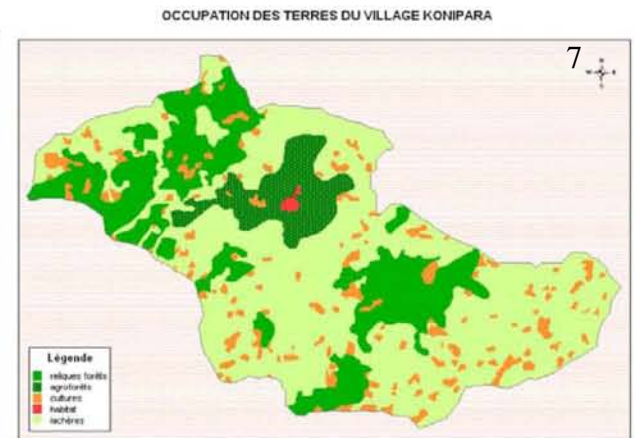 OCCUPATION DES TERRES DU VILLAGE KONIPARA
7
N
W E
S
Légende
reliques forêts
agroforêts
cultures
habitat
jachères